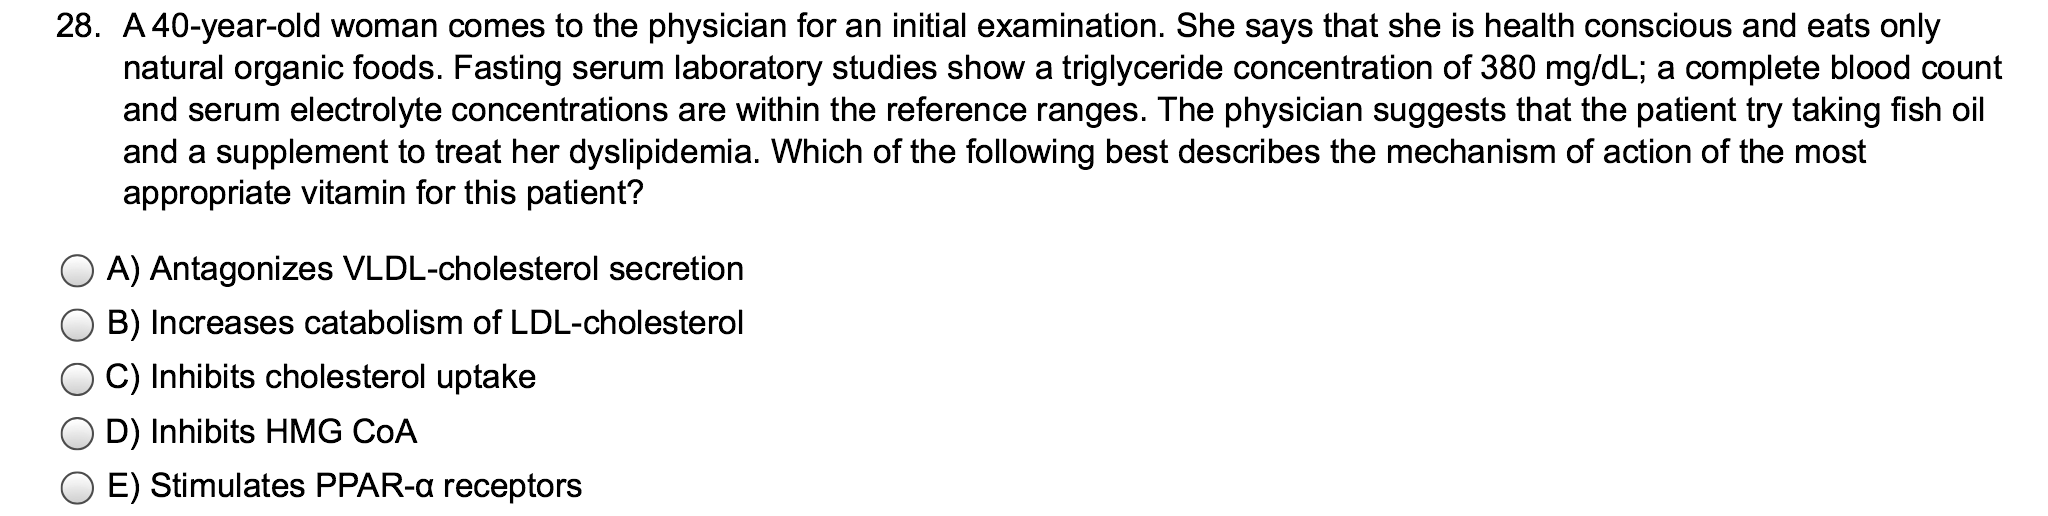 28. A 40-year-old woman comes to the physician for an initial examination. She says that she is health conscious and eats only
natural organic foods. Fasting serum laboratory studies show a triglyceride concentration of 380 mg/dL; a complete blood count
and serum electrolyte concentrations are within the reference ranges. The physician suggests that the patient try taking fish oil
and a supplement to treat her dyslipidemia. Which of the following best describes the mechanism of action of the most
appropriate vitamin for this patient?
A) Antagonizes VLDL-cholesterol secretion
B) Increases catabolism of LDL-cholesterol
C) Inhibits cholesterol uptake
D) Inhibits HMG CoA
E) Stimulates PPAR-α receptors